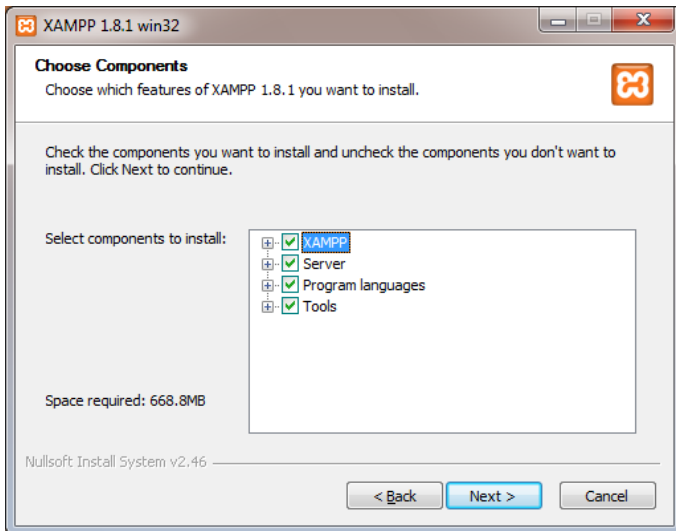 XAMPP 1.8.1 win32
Choose Components
Choose which features of XAMPP 1.8.1 you want to install.
Check the components you want to install and uncheck the components you don't want to
install. Click Next to continue.
Select components to install:
XAMPP
Server
Program languages
Tools
Space required: 668.8MB
Nullsoft Install System v2.46
< Back
Next >
Cancel